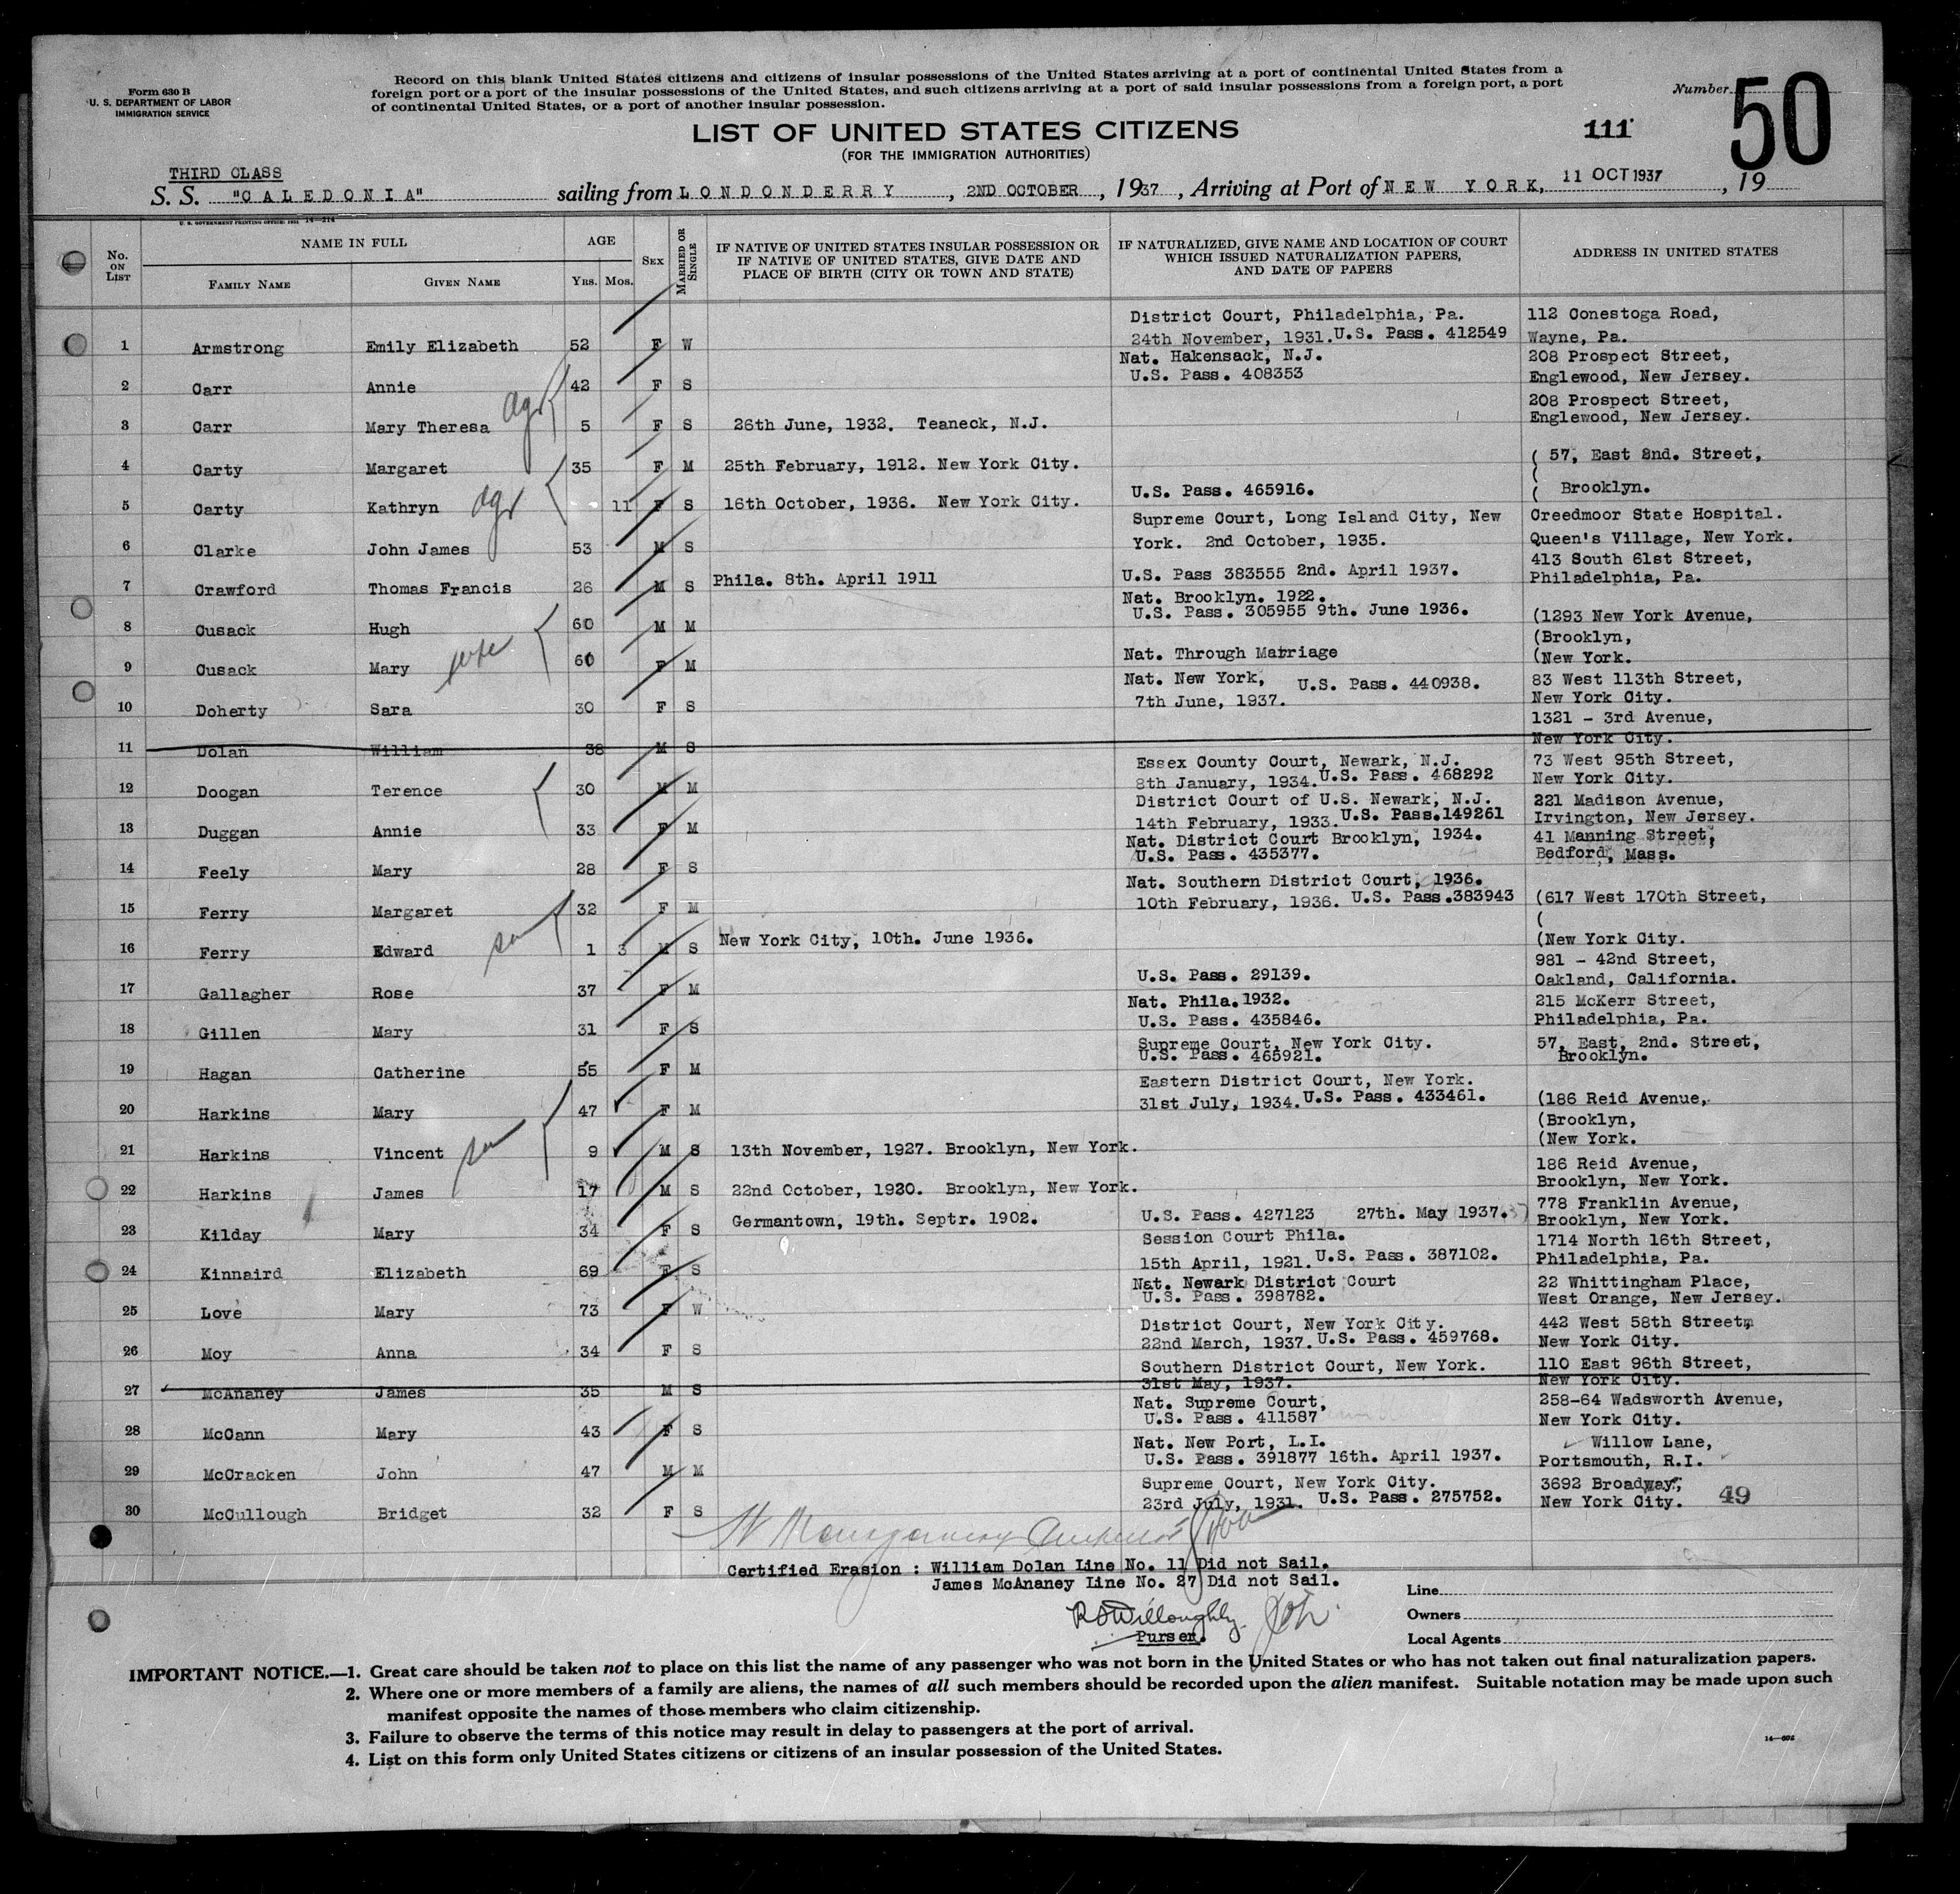 Form 630 B
U. S. DEPARTMENT OF LABOR
IMMIGRATION SERVICE
Record on this blank United States citizens and citizens of insular possessions of the United States arriving at a port of continental United States from a
foreign port or a port of the insular possessions of the United States, and such citizens arriving at a port of said insular possessions from a foreign port, a port
of continental United States, or a port of another insular possession.
Number 50
LIST OF UNITED STATES CITIZENS
111
(FOR THE IMMIGRATION AUTHORITIES)
THIRD CLASS
S. S. "CALEDONIA" sailing from LONDONDERRY, 2ND OCTOBER, 1937, Arriving at Port of NEW YORK, 11 OCT 1937, 19
U. S. GOVERNMENT PRINTING OFFICE: 14-214
No. ON LIST NAME IN FULL AGE SEX MARRIED OR SINGLE IF NATIVE OF UNITED STATES INSULAR POSSESSION OR IF NATIVE OF UNITED STATES, GIVE DATE AND PLACE OF BIRTH (CITY OR TOWN AND STATE) IF NATURALIZED, GIVE NAME AND LOCATION OF COURT WHICH ISSUED NATURALIZATION PAPERS, AND DATE OF PAPERS ADDRESS IN UNITED STATES
FAMILY NAME GIVEN NAME YRS. MOS.
District Court, Philadelphia, Pa. 112 Conestoga Road,
1 Armstrong Emily Elizabeth 52 F W 24th November, 1931. U.S. Pass. 412549 Wayne, Pa.
Nat. Hakensack, N.J. 208 Prospect Street,
2 Carr Annie 42 F S U.S. Pass. 408353 Englewood, New Jersey.
208 Prospect Street,
3 Carr Mary Theresa 5 F S 26th June, 1932. Teaneck, N.J. Englewood, New Jersey.
4 Carty Margaret 35 F M 25th February, 1912. New York City. ( 57, East 2nd. Street,
(
5 Carty Kathryn 11 F S 16th October, 1936. New York City. U.S. Pass. 465916. ( Brooklyn.
Supreme Court, Long Island City, New Creedmoor State Hospital.
6 Clarke John James 53 M S York. 2nd October, 1935. Queen's Village, New York.
413 South 61st Street,
7 Crawford Thomas Francis 26 M S Phila. 8th. April 1911 U.S. Pass 383555 2nd. April 1937. Philadelphia, Pa.
Nat. Brooklyn. 1922.
8 Cusack Hugh 60 M M U.S. Pass. 305955 9th. June 1936. (1293 New York Avenue,
(Brooklyn,
9 Cusack Mary wife 60 F M Nat. Through Marriage (New York.
Nat. New York, U.S. Pass. 440938. 83 West 113th Street,
10 Doherty Sara 30 F S 7th June, 1937. New York City.
1321 - 3rd Avenue,
11 Dolan William 38 M S New York City.
Essex County Court, Newark, N.J. 73 West 95th Street,
12 Doogan Terence 30 M M 8th January, 1934. U.S. Pass. 468292 New York City.
District Court of U.S. Newark, N.J. 221 Madison Avenue,
13 Duggan Annie 33 F M 14th February, 1933. U.S. Pass.149261 Irvington, New Jersey.
Nat. District Court Brooklyn, 1934. 41 Manning Street,
14 Feely Mary 28 F S U.S. Pass. 435377. Bedford, Mass.
Nat. Southern District Court, 1936.
15 Ferry Margaret 32 F M 10th February, 1936. U.S. Pass.383943 (617 West 170th Street,
(
16 Ferry Edward son 1 3 M S New York City, 10th. June 1936. (New York City.
981 - 42nd Street,
17 Gallagher Rose 37 F M U.S. Pass. 29139. Oakland, California.
Nat. Phila. 1932. 215 McKerr Street,
18 Gillen Mary 31 F S U.S. Pass. 435846. Philadelphia, Pa.
Supreme Court, New York City. 57, East, 2nd. Street,
19 Hagan Catherine 55 F M U.S. Pass. 465921. Brooklyn.
Eastern District Court, New York.
20 Harkins Mary 47 F M 31st July, 1934. U.S. Pass. 433461. (186 Reid Avenue,
(Brooklyn,
21 Harkins Vincent son 9 M S 13th November, 1927. Brooklyn, New York. (New York.
186 Reid Avenue,
22 Harkins James 17 M S 22nd October, 1920. Brooklyn, New York. Brooklyn, New York.
778 Franklin Avenue,
23 Kilday Mary 34 F S Germantown, 19th. Septr. 1902. U.S. Pass. 427123 27th. May 1937. Brooklyn, New York.
Session Court Phila. 1714 North 16th Street,
24 Kinnaird Elizabeth 69 F S 15th April, 1921. U.S. Pass. 387102. Philadelphia, Pa.
Nat. Newark District Court 22 Whittingham Place,
25 Love Mary 73 F W U.S. Pass. 398782. West Orange, New Jersey.
District Court, New York City. 442 West 58th Street,
26 Moy Anna 34 F S 22nd March, 1937. U.S. Pass. 459768. New York City.
Southern District Court, New York. 110 East 96th Street,
27 McAnaney James 35 M S 31st May, 1937. New York City.
Nat. Supreme Court, 258-64 Wadsworth Avenue,
28 McCann Mary 43 F S U.S. Pass. 411587 New York City.
Nat. New Port, L.I. Willow Lane,
29 McCracken John 47 M M U.S. Pass. 391877 16th. April 1937. Portsmouth, R.I.
Supreme Court, New York City. 3692 Broadway,
30 McCullough Bridget 32 F S 23rd July, 1931. U.S. Pass. 275752. New York City. 49
Certified Erasion : William Dolan Line No. 11 Did not Sail.
James McAnaney Line No. 27 Did not Sail.
Line
R S Willoughly
Owners
Purser.
Local Agents
IMPORTANT NOTICE.—1. Great care should be taken not to place on this list the name of any passenger who was not born in the United States or who has not taken out final naturalization papers.
2. Where one or more members of a family are aliens, the names of all such members should be recorded upon the alien manifest. Suitable notation may be made upon such
manifest opposite the names of those members who claim citizenship.
3. Failure to observe the terms of this notice may result in delay to passengers at the port of arrival.
4. List on this form only United States citizens or citizens of an insular possession of the United States.